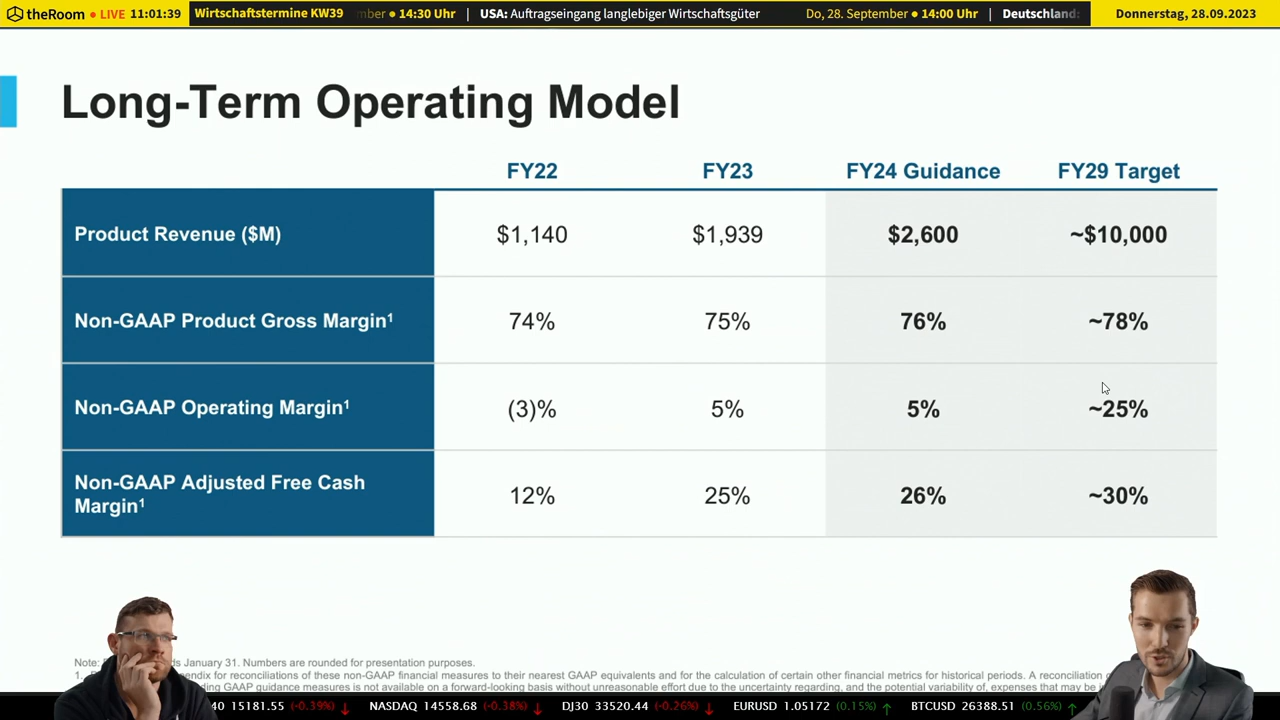 theRoom • LIVE 11:01:39
Wirtschaftstermine KW39
• 14:30 Uhr | USA: Auftragseingang langlebiger Wirtschaftsgüter Do, 28. September • 14:00 Uhr | Deutschland:
Donnerstag, 28.09.2023
Long-Term Operating Model
FY22 FY23 FY24 Guidance FY29 Target
Product Revenue ($M) $1,140 $1,939 $2,600 ~$10,000
Non-GAAP Product Gross Margin¹ 74% 75% 76% ~78%
Non-GAAP Operating Margin¹ (3)% 5% 5% ~25%
Non-GAAP Adjusted Free Cash
Margin¹ 12% 25% 26% ~30%
Note: January 31. Numbers are rounded for presentation purposes.
1. for reconciliations of these non-GAAP financial measures to their nearest GAAP equivalents and for the calculation of certain other financial metrics for historical periods. A reconciliation
GAAP guidance measures is not available on a forward-looking basis without unreasonable effort due to the uncertainty regarding, and the potential variability of, expenses that may be
15181.55 (-0.39%) ↓ NASDAQ 14558.68 (-0.38%) ↓ DJ30 33520.44 (-0.26%) ↓ EURUSD 1.05172 (0.15%) ↑ BTCUSD 26388.51 (0.56%) ↑